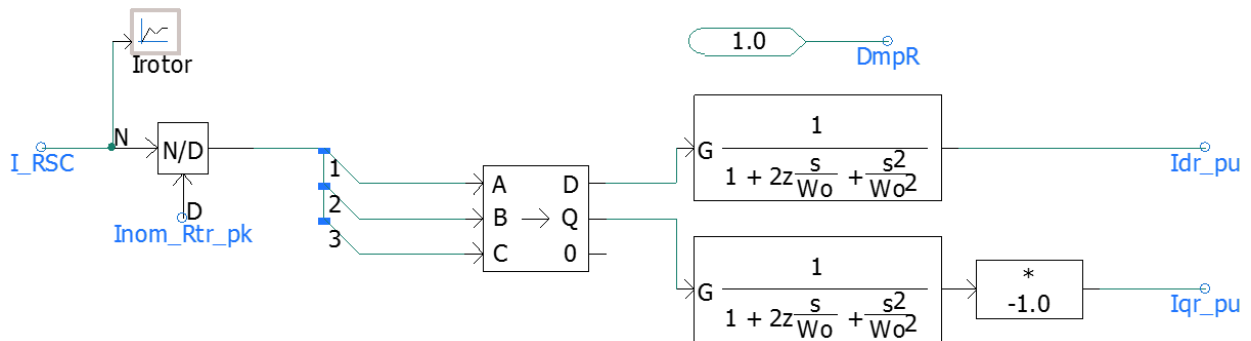 1.0
DmpR
Irotor
I_RSC
N
N/D
D
Inom_Rtr_pk
1
2
3
A
B
C
D
Q
0
G
1
1 + 2z s/Wo + s²/Wo²
Idr_pu
G
1
1 + 2z s/Wo + s²/Wo²
*
-1.0
Iqr_pu